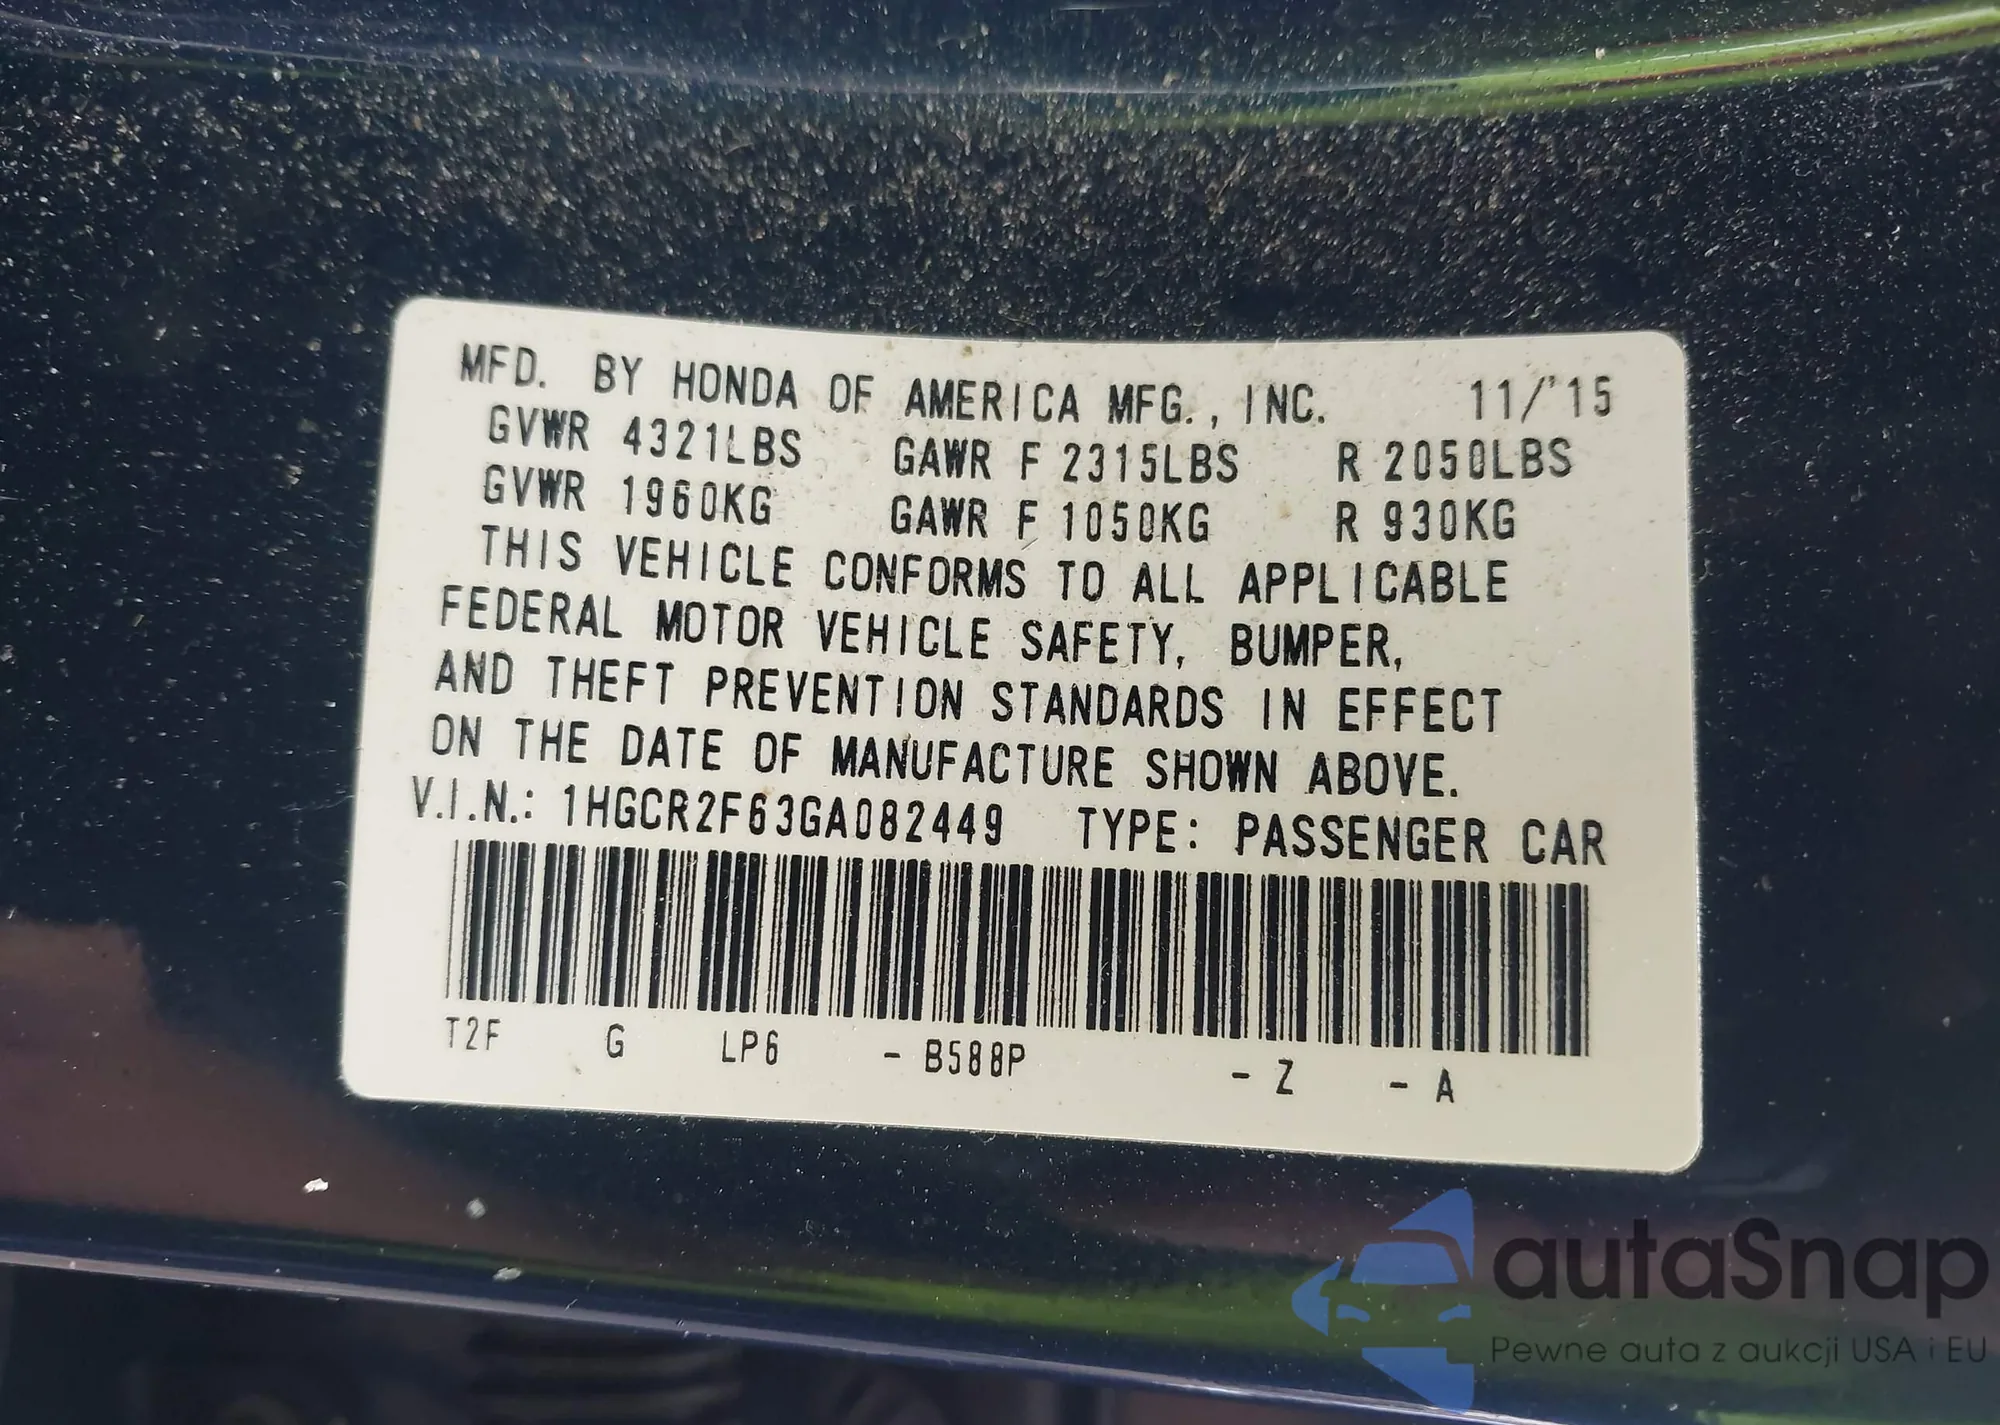 MFD. BY HONDA OF AMERICA MFG., INC. 11/'15
GVWR 4321LBS GAWR F 2315LBS R 2050LBS
GVWR 1960KG GAWR F 1050KG R 930KG
THIS VEHICLE CONFORMS TO ALL APPLICABLE
FEDERAL MOTOR VEHICLE SAFETY, BUMPER,
AND THEFT PREVENTION STANDARDS IN EFFECT
ON THE DATE OF MANUFACTURE SHOWN ABOVE.
V.I.N.: 1HGCR2F63GA082449 TYPE: PASSENGER CAR
T2F G LP6 - B588P - Z - A
autaSnap
Pewne auta z aukcji USA i EU